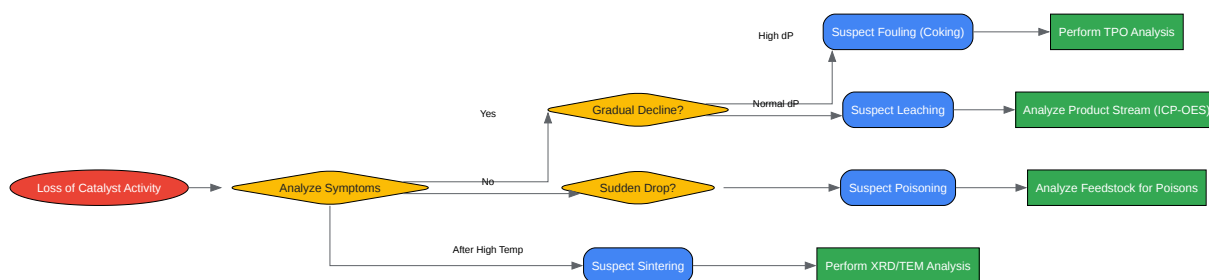 High dP
Suspect Fouling (Coking)
Perform TPO Analysis
Yes
Gradual Decline?
Normal dP
Suspect Leaching
Analyze Product Stream (ICP-OES)
Loss of Catalyst Activity
Analyze Symptoms
No
Sudden Drop?
Suspect Poisoning
Analyze Feedstock for Poisons
After High Temp
Suspect Sintering
Perform XRD/TEM Analysis